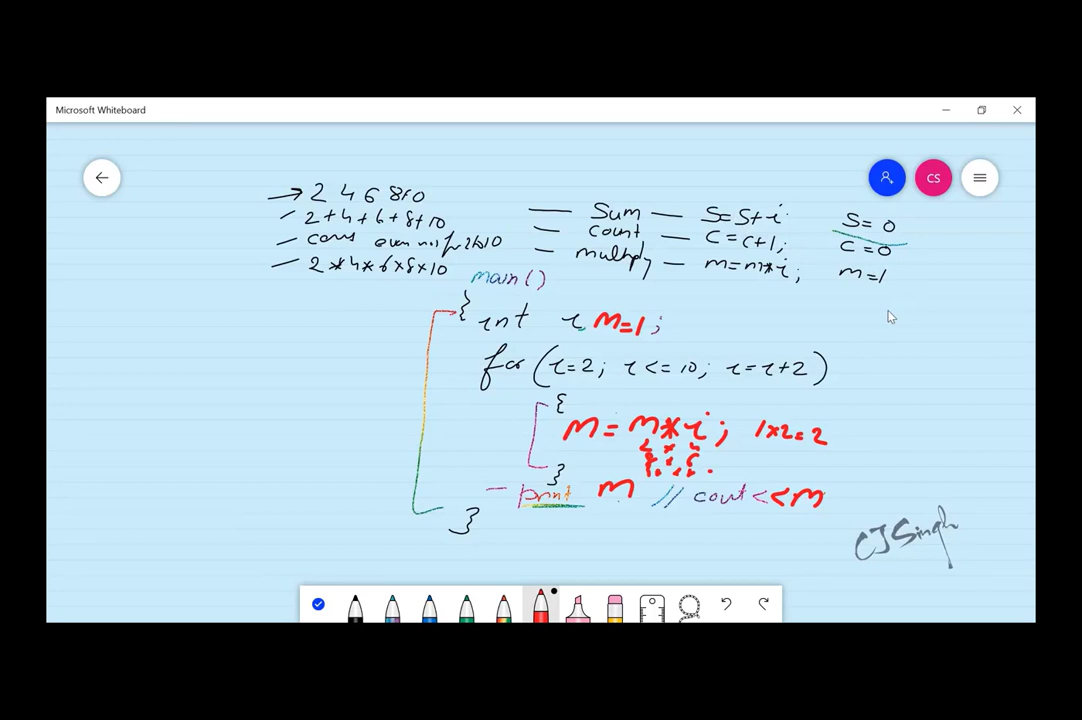 Microsoft Whiteboard
CS
→ 2 4 6 8 10
- 2+4+6+8+10 — Sum — S=S+i S=0
- count even no's from 2 to 10 — count — C=C+1; C=0
- 2*4*6*8*10 — multiply — m=m*i; m=1
main()
{
int i, m=1;
for (i=2; i<=10; i=i+2)
{
m=m*i; 1x2=2
}
- print m // cout<<m
}
CJSingh